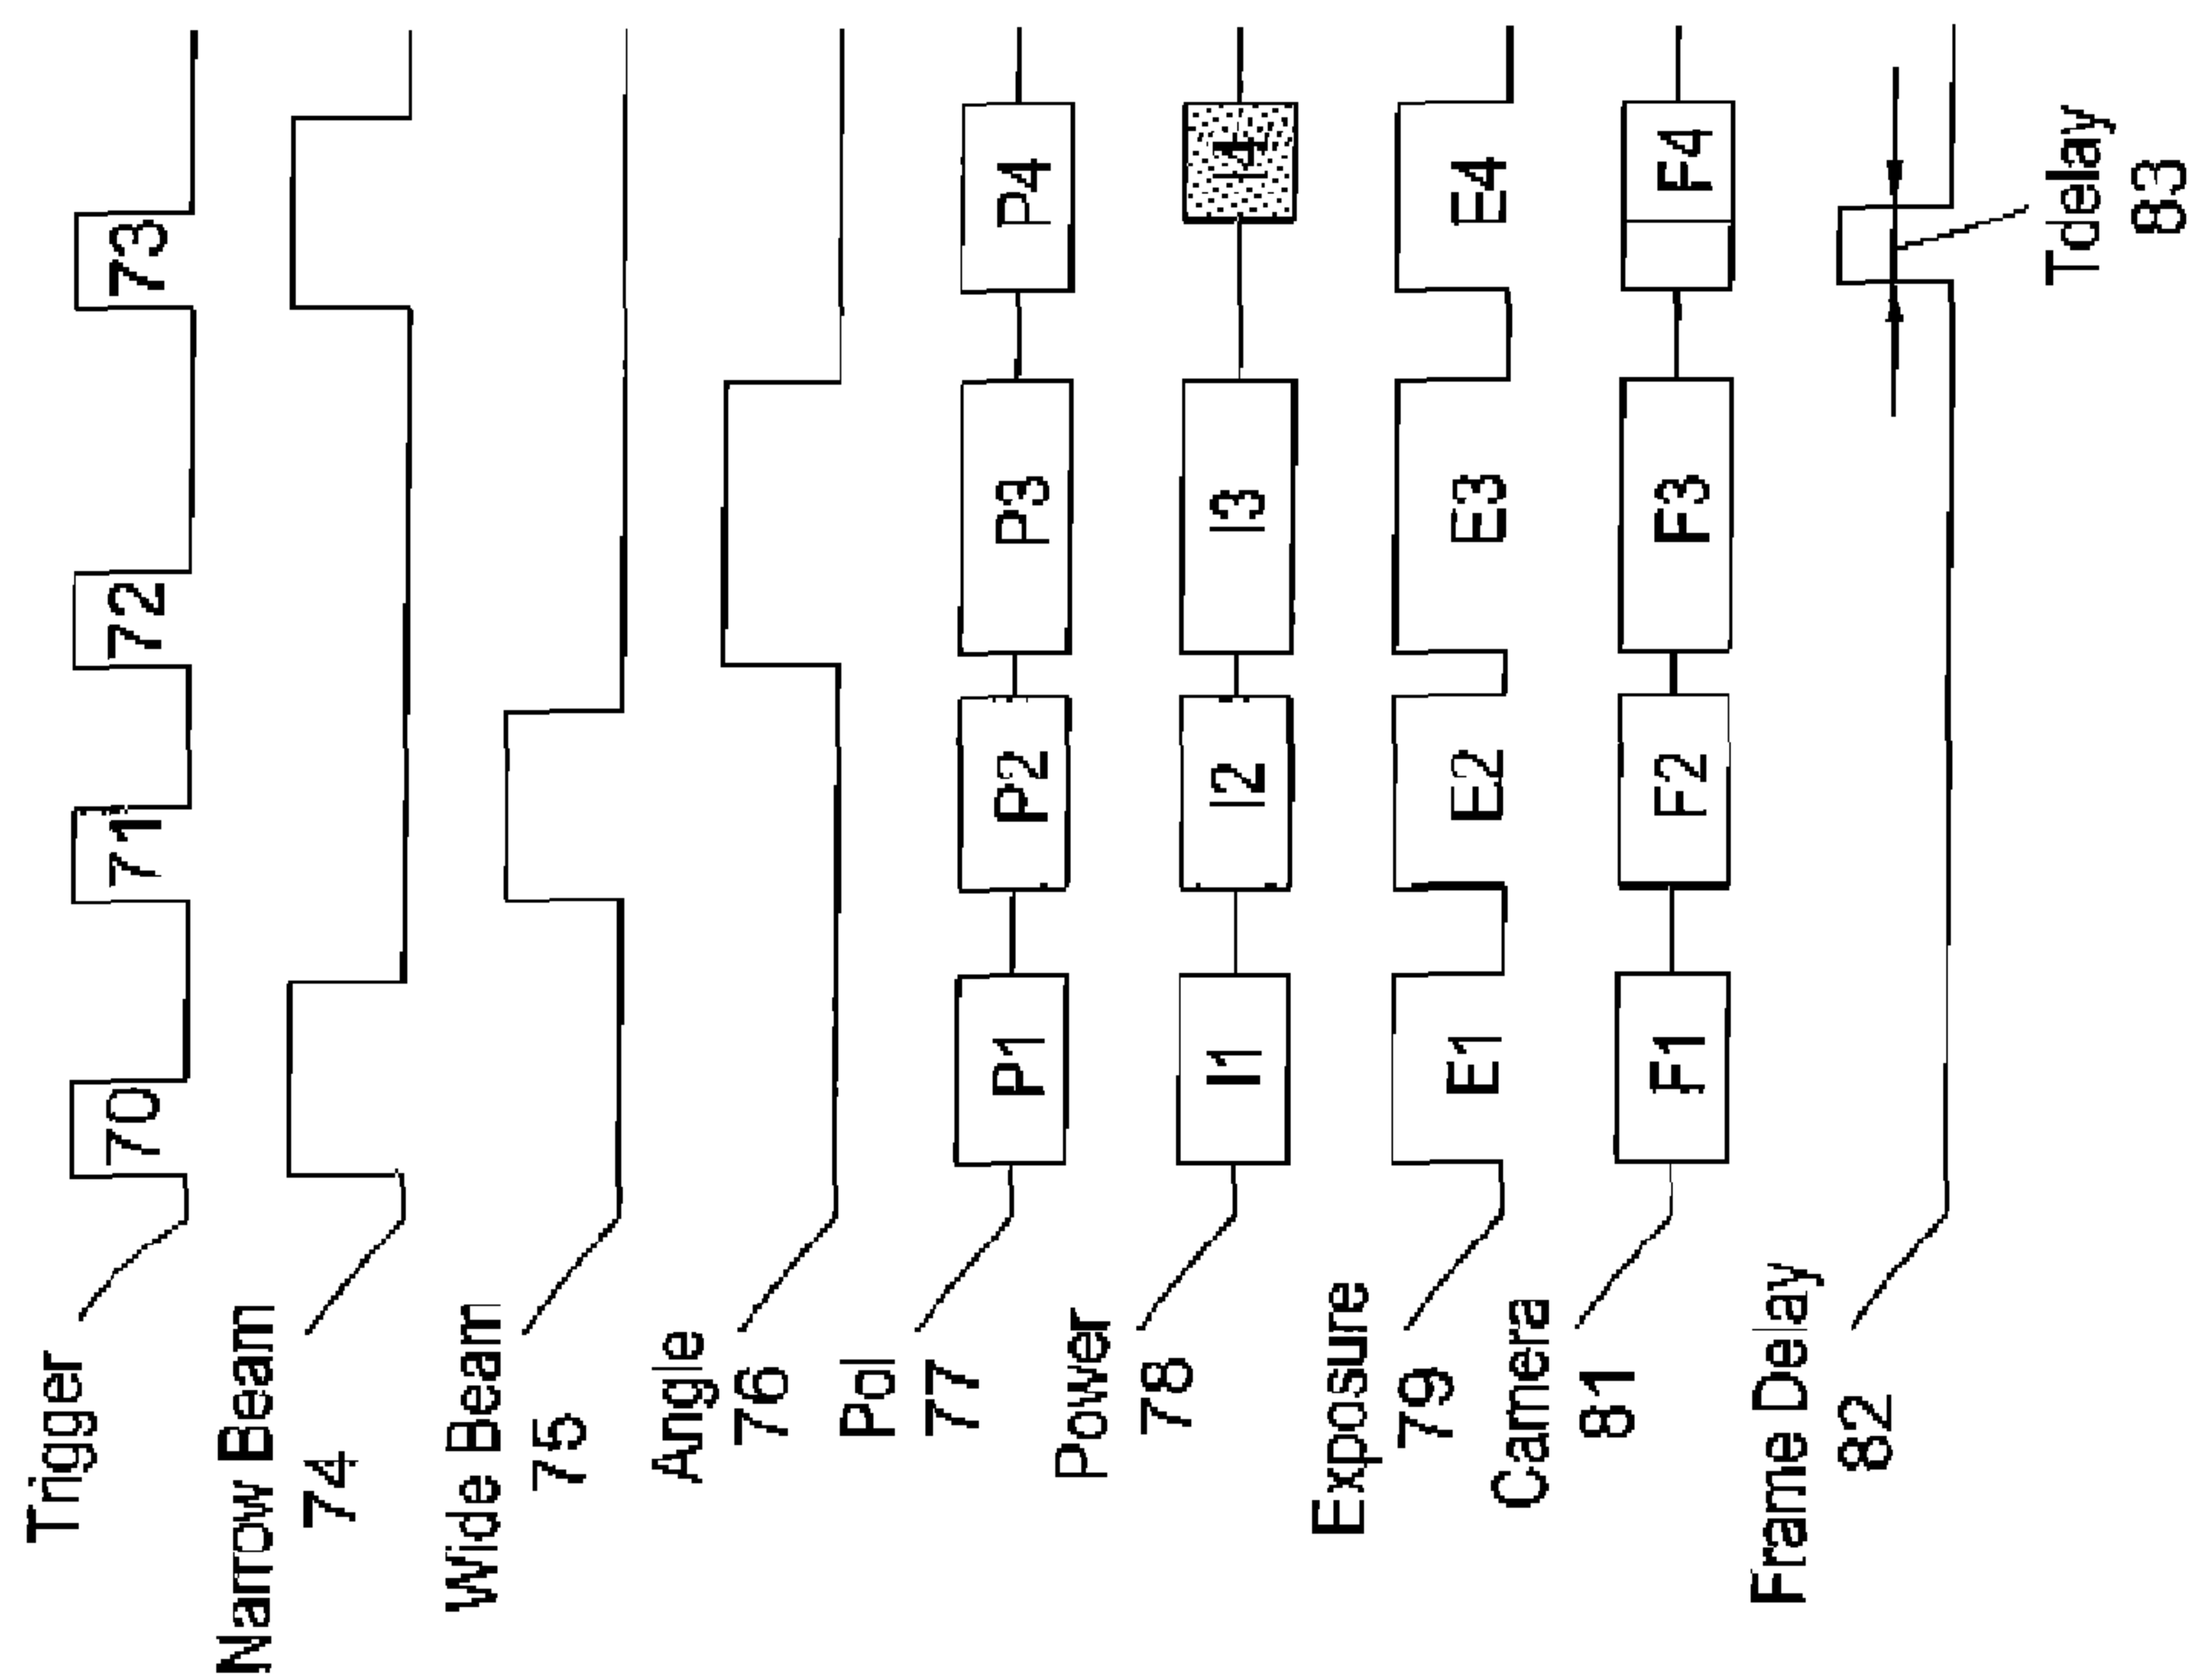 Trigger
70
71
72
73
Narrow Beam
74
Wide Beam
75
Angle
76
Pol
77
P1
P2
P3
P4
Power
78
I1
I2
I3
I4
Exposure
79
E1
E2
E3
E4
Camera
81
F1
F2
F3
F4
Frame Delay
82
Tdelay
83